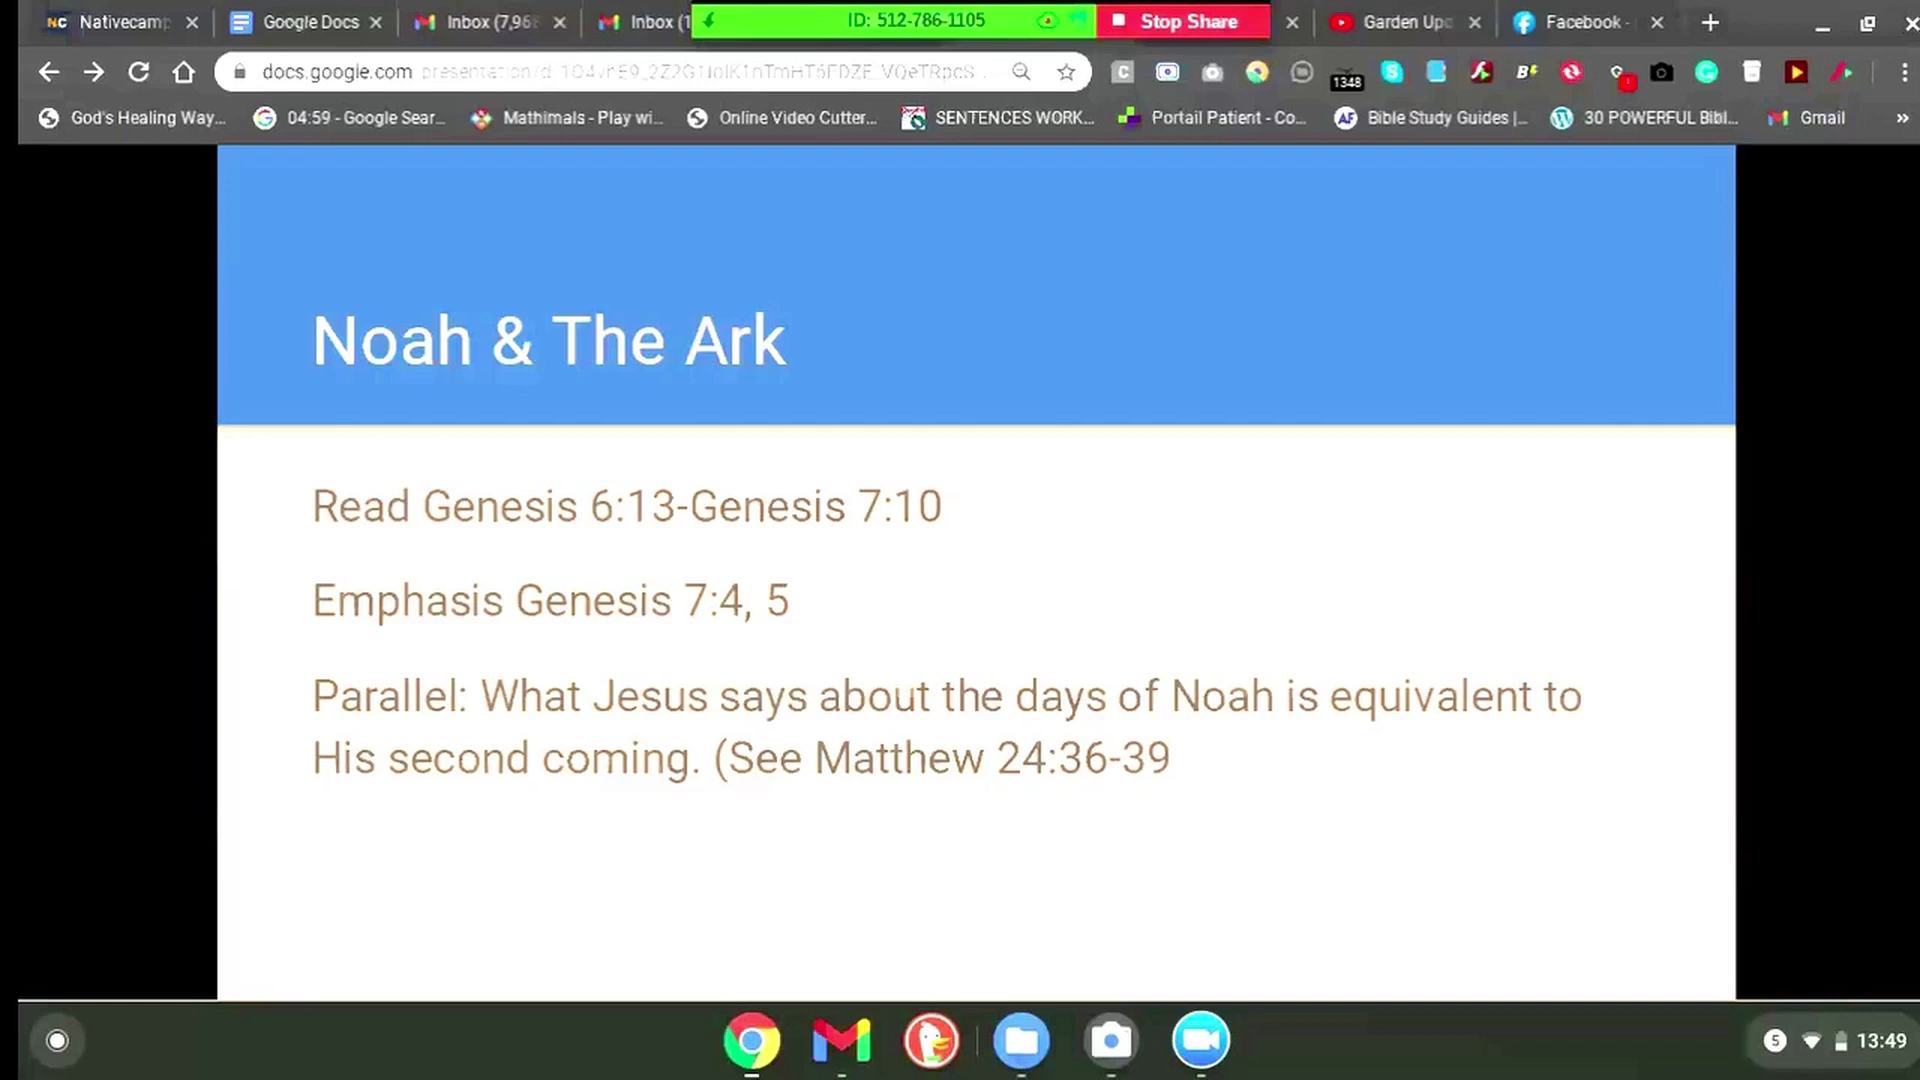 NC Nativecamp
Google Docs
Inbox (7,96
Inbox (1
ID: 512-786-1105
Stop Share
Garden Upd
Facebook -
docs.google.com
1348
God's Healing Way...
04:59 - Google Sear...
Mathimals - Play wi...
Online Video Cutter...
SENTENCES WORK...
Portail Patient - Co...
AF Bible Study Guides |...
30 POWERFUL Bibl...
Gmail
»
Noah & The Ark
Read Genesis 6:13-Genesis 7:10
Emphasis Genesis 7:4, 5
Parallel: What Jesus says about the days of Noah is equivalent to
His second coming. (See Matthew 24:36-39
5
13:49